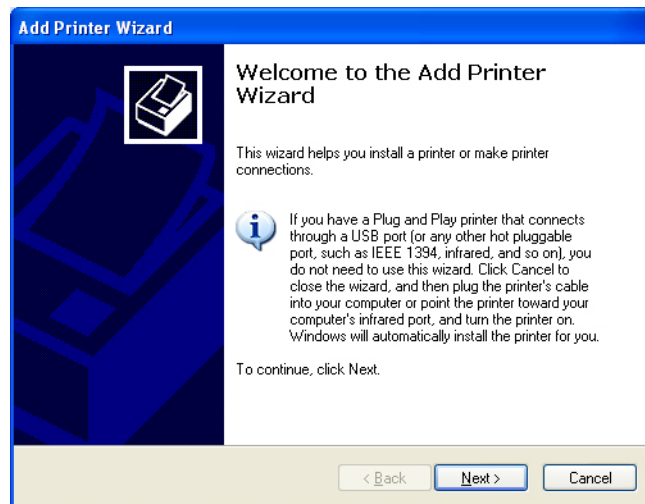 Add Printer Wizard
Welcome to the Add Printer
Wizard
This wizard helps you install a printer or make printer
connections.
If you have a Plug and Play printer that connects
through a USB port (or any other hot pluggable
port, such as IEEE 1394, infrared, and so on), you
do not need to use this wizard. Click Cancel to
close the wizard, and then plug the printer's cable
into your computer or point the printer toward your
computer's infrared port, and turn the printer on.
Windows will automatically install the printer for you.
To continue, click Next.
< Back Next > Cancel